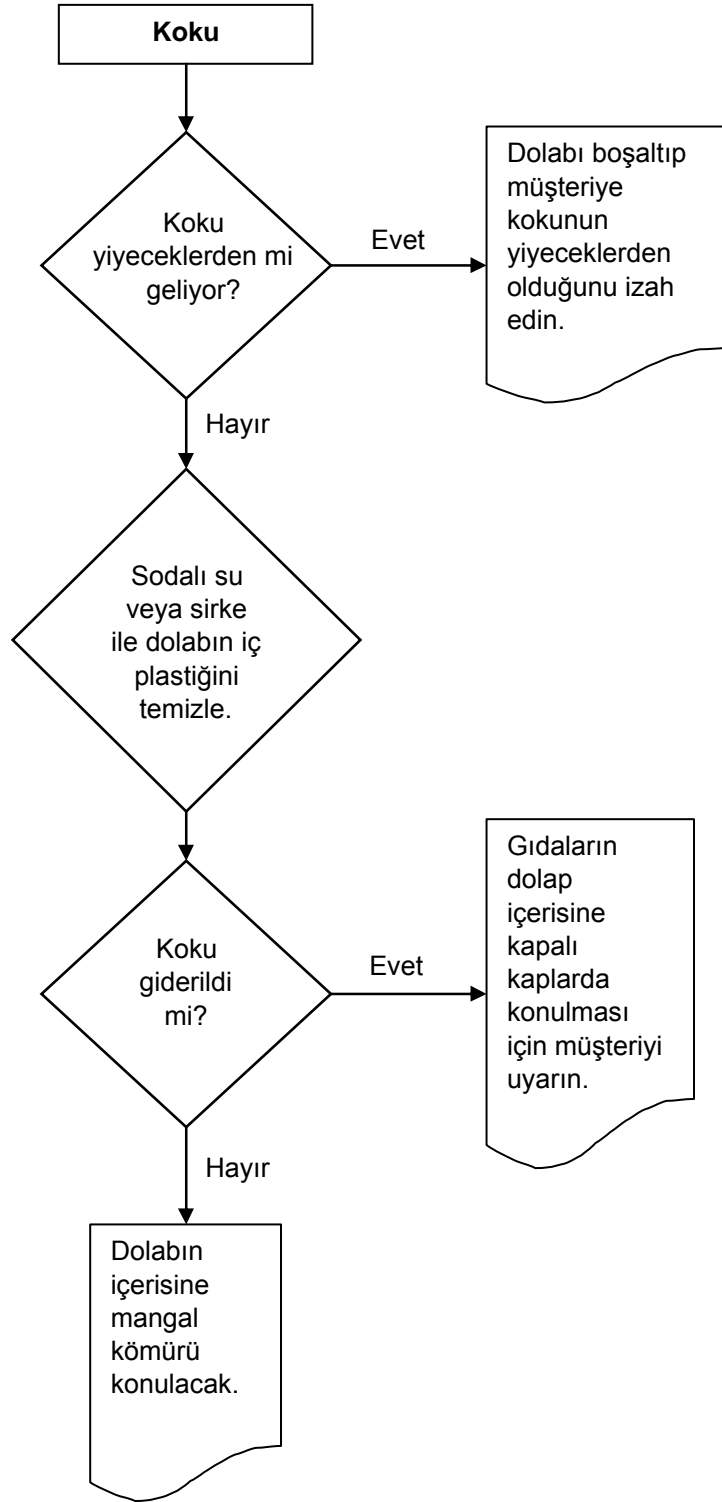 Koku
Koku
yiyeceklerden mi
geliyor?
Evet
Dolabı boşaltıp
müşteriye
kokunun
yiyeceklerden
olduğunu izah
edin.
Hayır
Sodalı su
veya sirke
ile dolabın iç
plastiğini
temizle.
Koku
giderildi
mi?
Evet
Gıdaların
dolap
içerisine
kapalı
kaplarda
konulması
için müşteriyi
uyarın.
Hayır
Dolabın
içerisine
mangal
kömürü
konulacak.